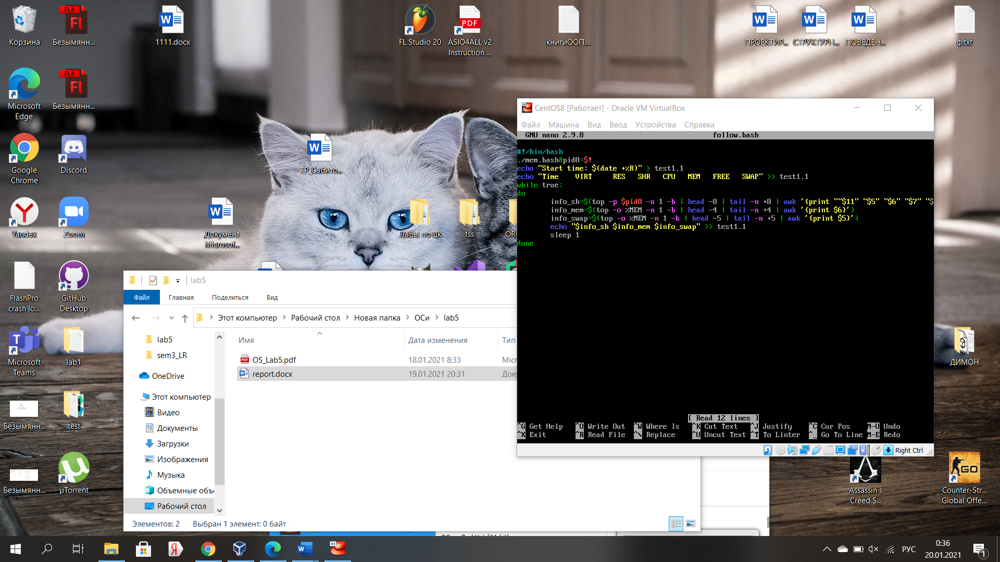 Корзина
Безымянн...
1111.docx
FL Studio 20
ASIO4ALL v2
Instruction ...
книгиООП....
ПРОЕКТИР...
СТРУКТУРН...
ПОВЕДЕН...
ф.txt
Microsoft
Edge
Безымянн...
Google
Chrome
Discord
ТР_Сабито...
Yandex
Zoom
Документ
Microsof...
Лабы по цк
tss
FlashPro
crash lo...
GitHub
Desktop
Microsoft
Teams
lab1
Безымянн...
test
Безымянн...
µTorrent
ДИМОН
Assassin s
Creed S...
Counter-Str...
Global Offe...
CentOS8 [Работает] - Oracle VM VirtualBox
Файл Машина Вид Ввод Устройства Справка
GNU nano 2.9.8 follow.bash
#!/bin/bash
./mem.bash&pid0=$!
echo "Start time: $(date +%R)" > test1.1
echo "Time    VIRT     RES   SHR   CPU   MEM   FREE   SWAP" >> test1.1
while true;
do
        info_sh=$(top -p $pid0 -n 1 -b | head -8 | tail -n +8 | awk '{print ""$11" "$5" "$6" "$7" "$
        info_mem=$(top -o %MEM -n 1 -b | head -4 | tail -n +4 | awk '{print $6}')
        info_swap=$(top -o %MEM -n 1 -b | head -5 | tail -n +5 | awk '{print $5}')
        echo "$info_sh $info_mem $info_swap" >> test1.1
        sleep 1
done
[ Read 12 lines ]
^G Get Help ^O Write Out ^W Where Is ^K Cut Text ^J Justify ^C Cur Pos M-U Undo
^X Exit ^R Read File ^\ Replace ^U Uncut Text ^T To Linter ^_ Go To Line M-E Redo
Right Ctrl
lab5
Файл Главная Поделиться Вид
Этот компьютер > Рабочий стол > Новая папка > ОСи > lab5
Имя Дата изменения Тип
OS_Lab5.pdf 18.01.2021 8:33 Micr
report.docx 19.01.2021 20:31 Доку
lab5
sem3_LR
OneDrive
Этот компьютер
Видео
Документы
Загрузки
Изображения
Музыка
Объемные объ
Рабочий стол
Элементов: 2 Выбран 1 элемент: 0 байт
РУС
0:36
20.01.2021
1